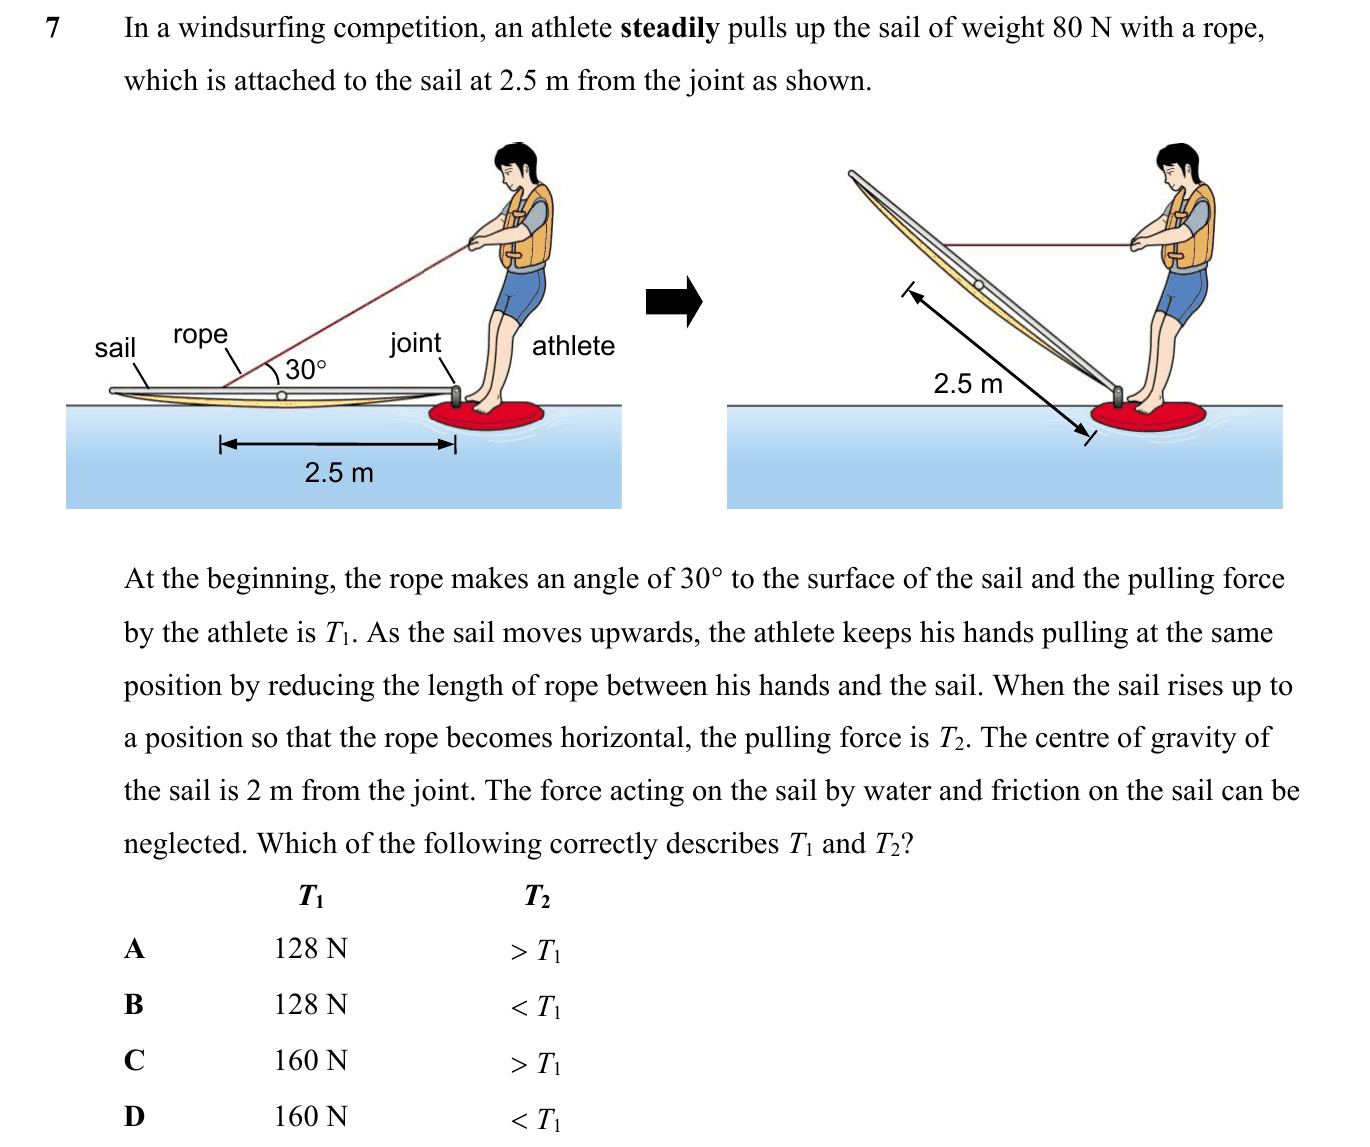 7 In a windsurfing competition, an athlete steadily pulls up the sail of weight 80 N with a rope,
which is attached to the sail at 2.5 m from the joint as shown.
sail
rope
30°
joint
athlete
2.5 m
2.5 m
At the beginning, the rope makes an angle of 30° to the surface of the sail and the pulling force
by the athlete is T₁. As the sail moves upwards, the athlete keeps his hands pulling at the same
position by reducing the length of rope between his hands and the sail. When the sail rises up to
a position so that the rope becomes horizontal, the pulling force is T₂. The centre of gravity of
the sail is 2 m from the joint. The force acting on the sail by water and friction on the sail can be
neglected. Which of the following correctly describes T₁ and T₂?
T₁ T₂
A 128 N > T₁
B 128 N < T₁
C 160 N > T₁
D 160 N < T₁